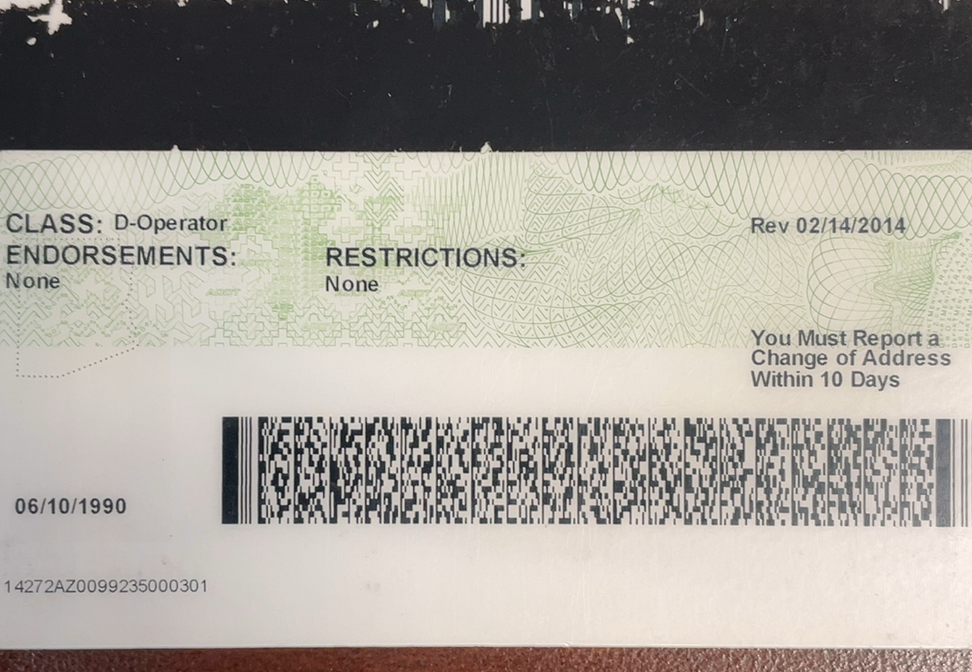 CLASS: D-Operator
Rev 02/14/2014
ENDORSEMENTS:
RESTRICTIONS:
None
None
You Must Report a
Change of Address
Within 10 Days
06/10/1990
14272AZ0099235000301